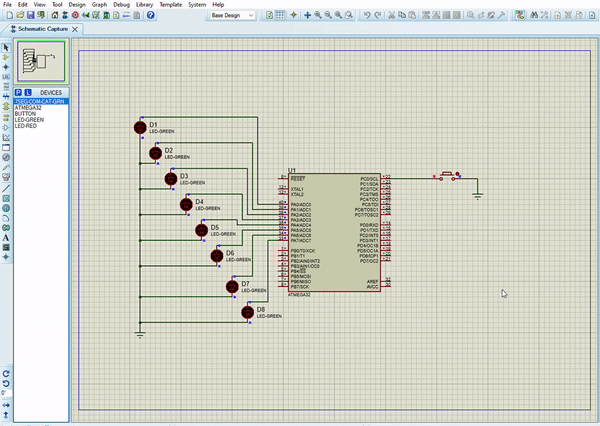 File Edit View Tool Design Graph Debug Library Template System Help
Base Design
Schematic Capture
P L DEVICES
7SEG-COM-CAT-GRN
ATMEGA32
BUTTON
LED-GREEN
LED-RED
D1
LED-GREEN
D2
LED-GREEN
D3
LED-GREEN
D4
LED-GREEN
D5
LED-GREEN
D6
LED-GREEN
D7
LED-GREEN
D8
LED-GREEN
U1
RESET
XTAL1
XTAL2
PA0/ADC0
PA1/ADC1
PA2/ADC2
PA3/ADC3
PA4/ADC4
PA5/ADC5
PA6/ADC6
PA7/ADC7
PB0/T0/XCK
PB1/T1
PB2/AIN0/INT2
PB3/AIN1/OC0
PB4/SS
PB5/MOSI
PB6/MISO
PB7/SCK
PC0/SCL
PC1/SDA
PC2/TCK
PC3/TMS
PC4/TDO
PC5/TDI
PC6/TOSC1
PC7/TOSC2
PD0/RXD
PD1/TXD
PD2/INT0
PD3/INT1
PD4/OC1B
PD5/OC1A
PD6/ICP1
PD7/OC2
AREF
AVCC
ATMEGA32